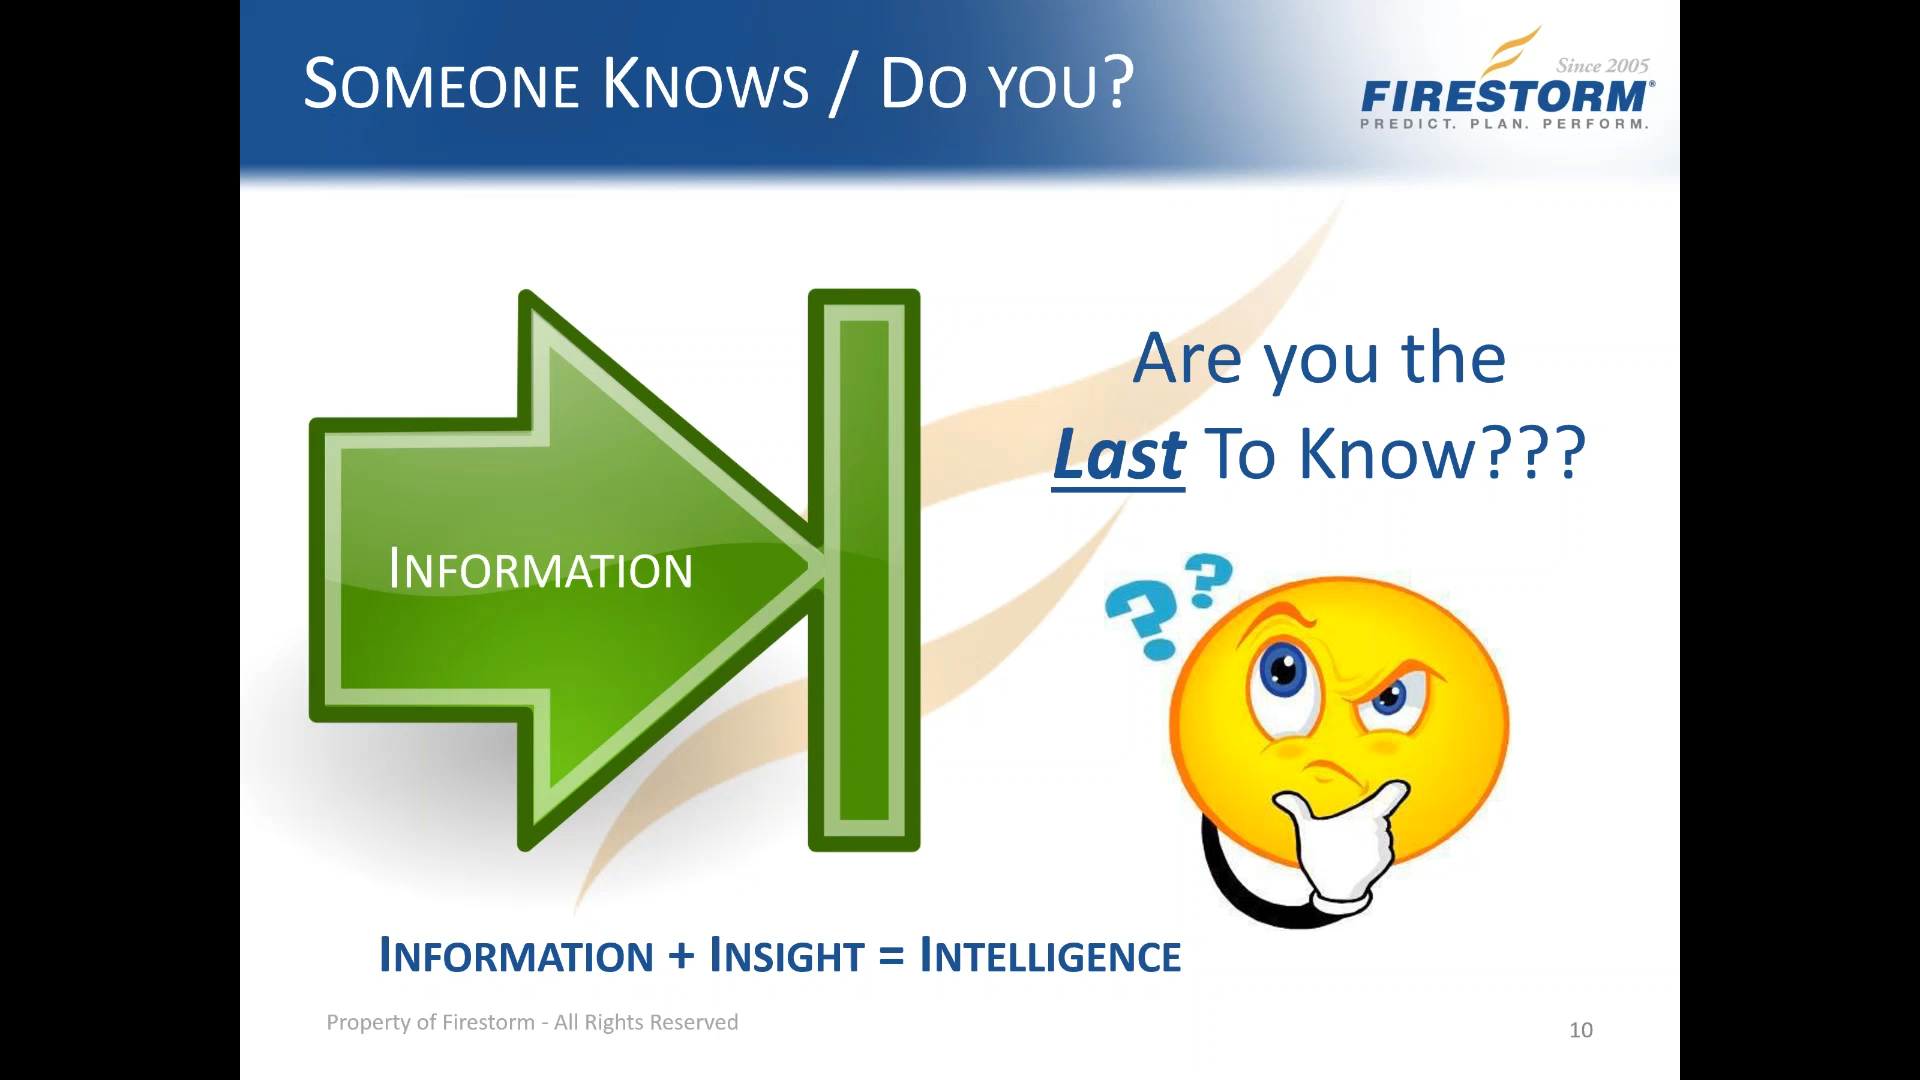 SOMEONE KNOWS / DO YOU?
Since 2005
FIRESTORM®
PREDICT. PLAN. PERFORM.
Are you the
Last To Know???
INFORMATION
? ?
INFORMATION + INSIGHT = INTELLIGENCE
Property of Firestorm - All Rights Reserved
10